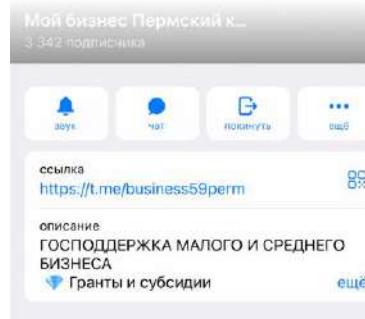 Мой бизнес Пермский к...
3 342 подписчика
звук
чат
покинуть
ещё
ссылка
https://t.me/business59perm
описание
ГОСПОДДЕРЖКА МАЛОГО И СРЕДНЕГО
БИЗНЕСА
💎 Гранты и субсидии
ещё